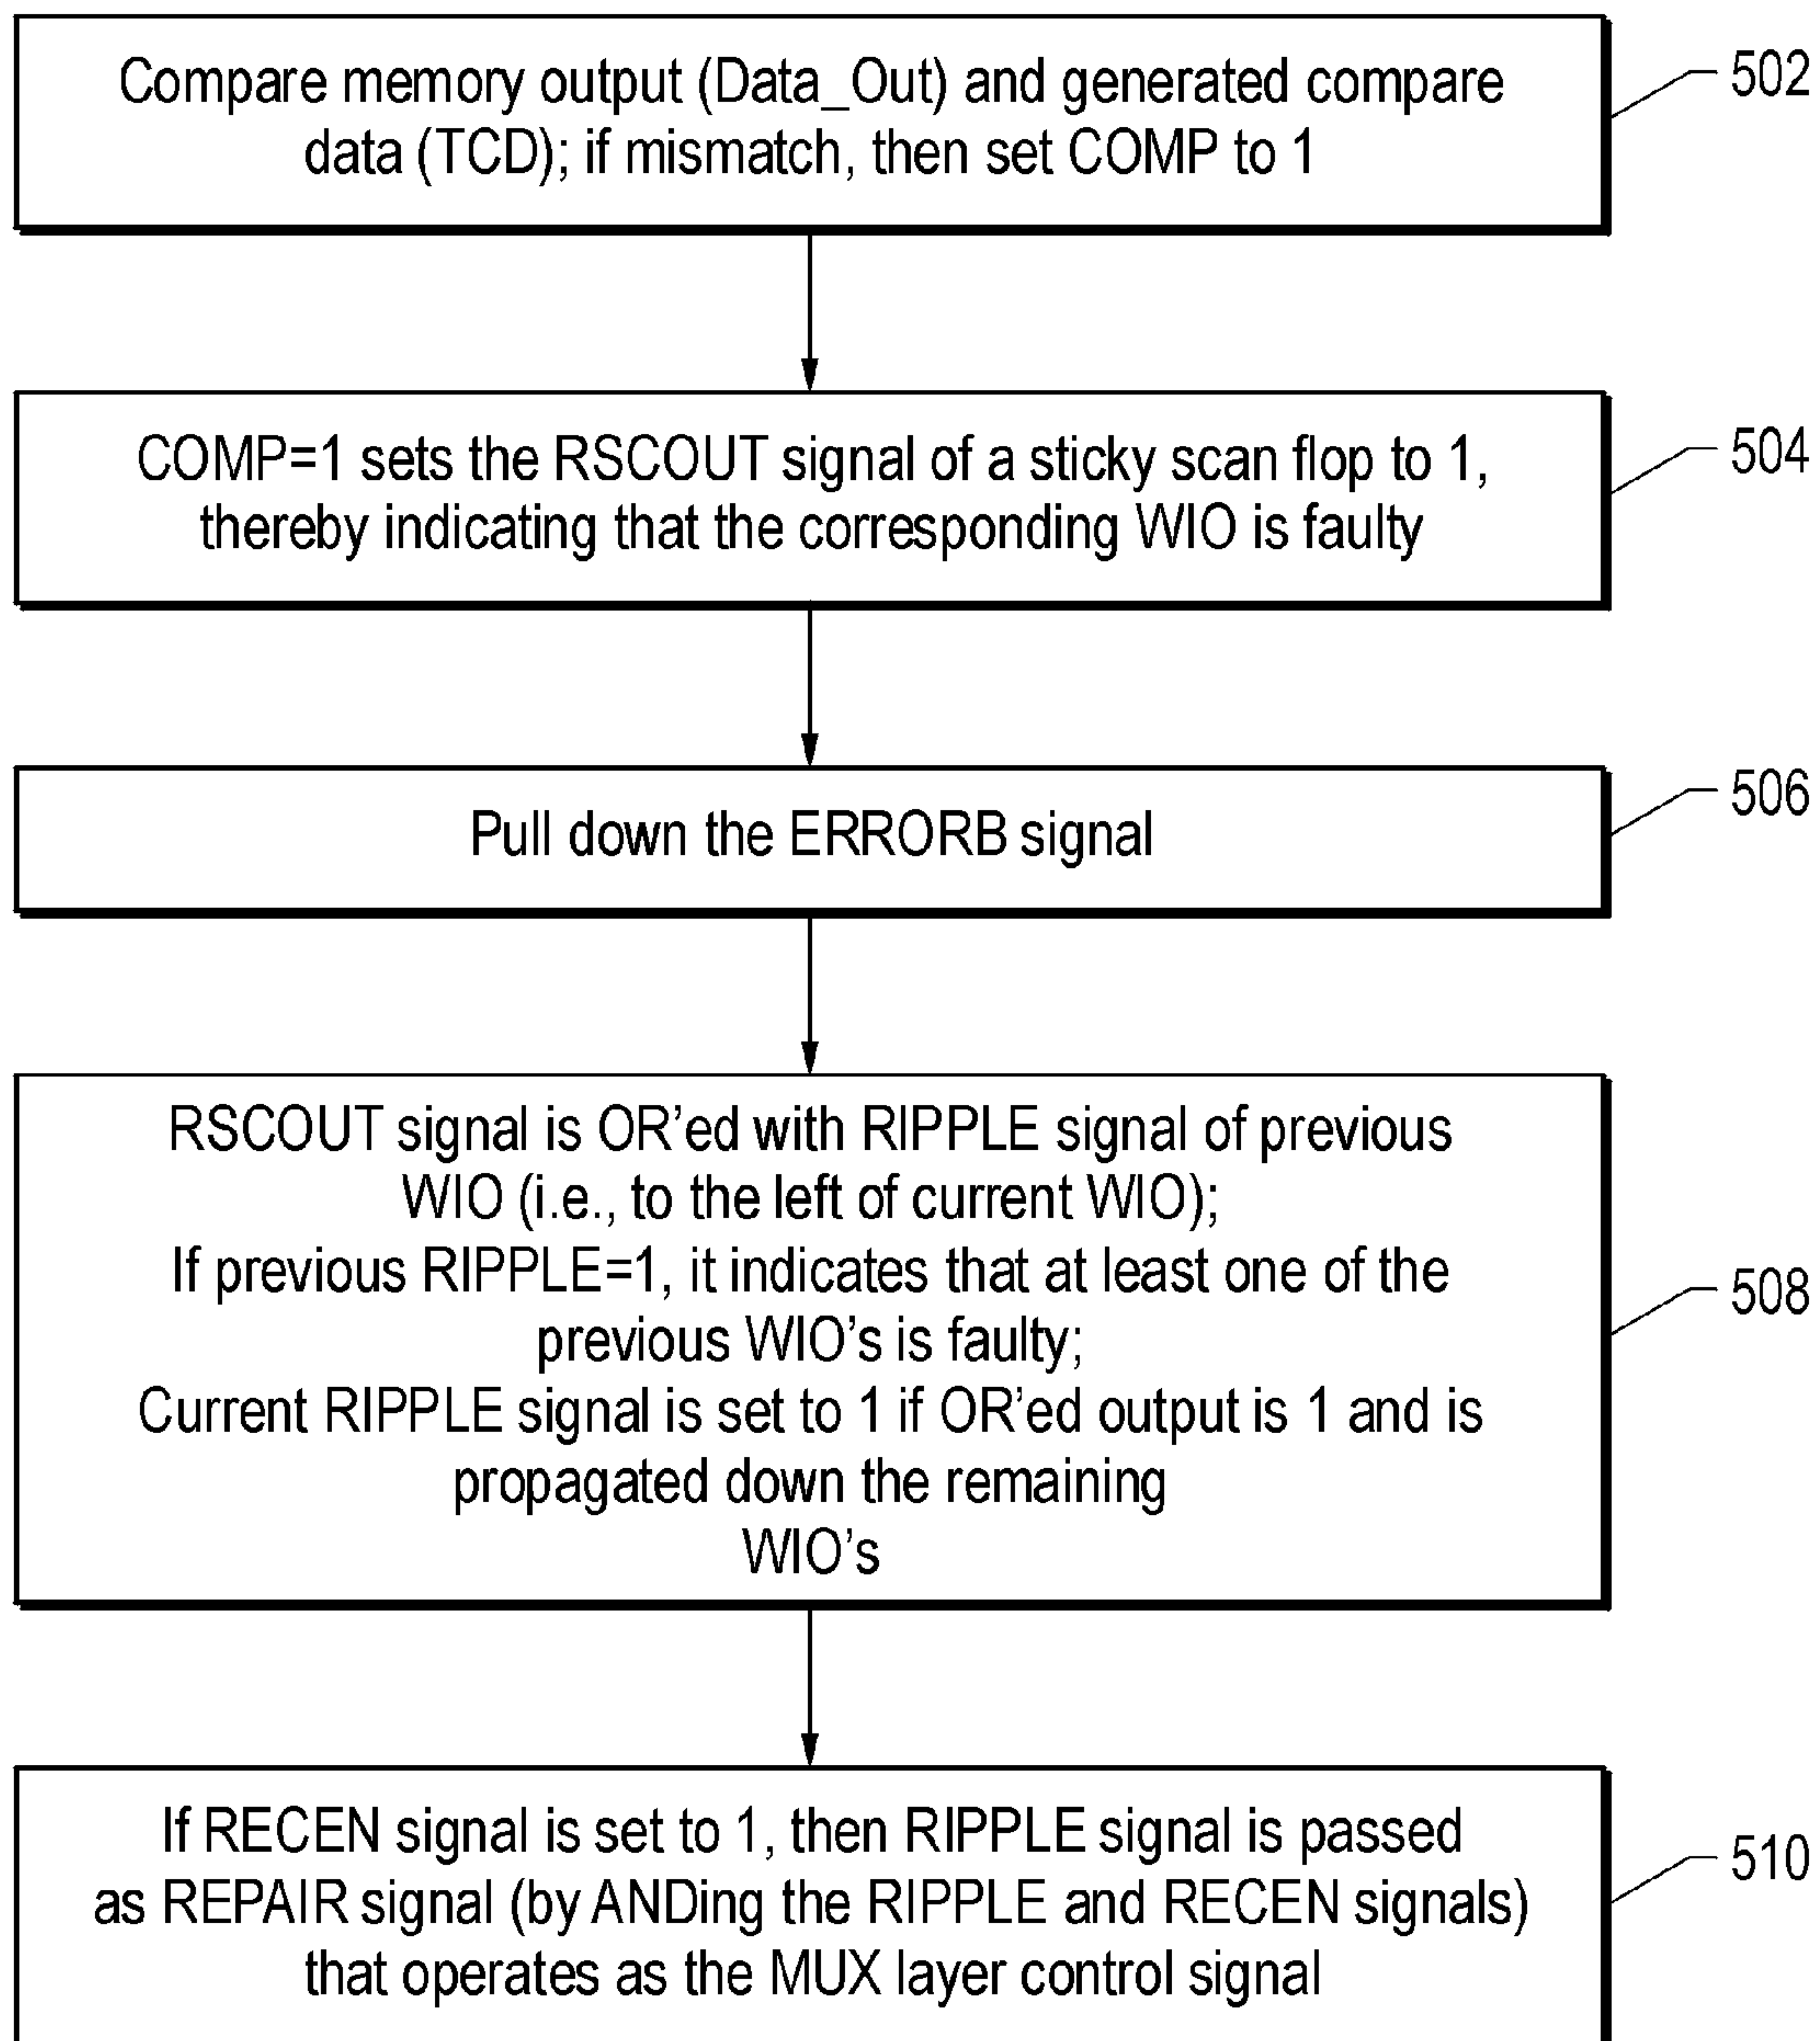 Compare memory output (Data_Out) and generated compare
data (TCD); if mismatch, then set COMP to 1
502
COMP=1 sets the RSCOUT signal of a sticky scan flop to 1,
thereby indicating that the corresponding WIO is faulty
504
Pull down the ERRORB signal
506
RSCOUT signal is OR’ed with RIPPLE signal of previous
WIO (i.e., to the left of current WIO);
If previous RIPPLE=1, it indicates that at least one of the
previous WIO’s is faulty;
Current RIPPLE signal is set to 1 if OR’ed output is 1 and is
propagated down the remaining
WIO’s
508
If RECEN signal is set to 1, then RIPPLE signal is passed
as REPAIR signal (by ANDing the RIPPLE and RECEN signals)
that operates as the MUX layer control signal
510